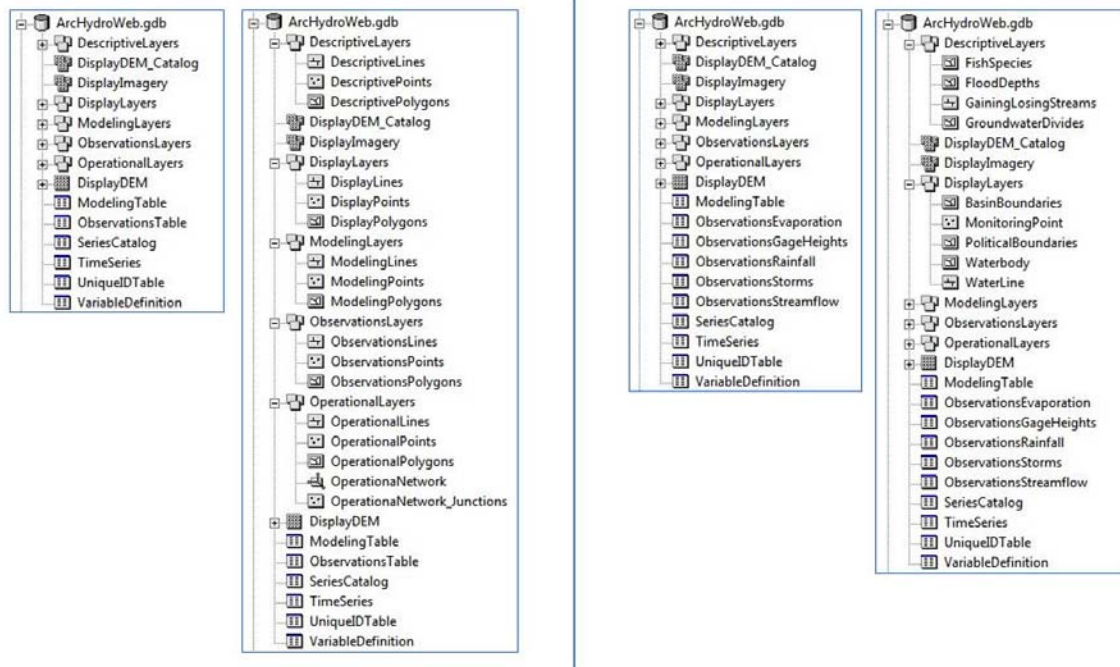 ArcHydroWeb.gdb
DescriptiveLayers
DisplayDEM_Catalog
DisplayImagery
DisplayLayers
ModelingLayers
ObservationsLayers
OperationalLayers
DisplayDEM
ModelingTable
ObservationsTable
SeriesCatalog
TimeSeries
UniqueIDTable
VariableDefinition
ArcHydroWeb.gdb
DescriptiveLayers
DescriptiveLines
DescriptivePoints
DescriptivePolygons
DisplayDEM_Catalog
DisplayImagery
DisplayLayers
DisplayLines
DisplayPoints
DisplayPolygons
ModelingLayers
ModelingLines
ModelingPoints
ModelingPolygons
ObservationsLayers
ObservationsLines
ObservationsPoints
ObservationsPolygons
OperationalLayers
OperationalLines
OperationalPoints
OperationalPolygons
OperationaNetwork
OperationaNetwork_Junctions
DisplayDEM
ModelingTable
ObservationsTable
SeriesCatalog
TimeSeries
UniqueIDTable
VariableDefinition
ArcHydroWeb.gdb
DescriptiveLayers
DisplayDEM_Catalog
DisplayImagery
DisplayLayers
ModelingLayers
ObservationsLayers
OperationalLayers
DisplayDEM
ModelingTable
ObservationsEvaporation
ObservationsGageHeights
ObservationsRainfall
ObservationsStorms
ObservationsStreamflow
SeriesCatalog
TimeSeries
UniqueIDTable
VariableDefinition
ArcHydroWeb.gdb
DescriptiveLayers
FishSpecies
FloodDepths
GainingLosingStreams
GroundwaterDivides
DisplayDEM_Catalog
DisplayImagery
DisplayLayers
BasinBoundaries
MonitoringPoint
PoliticalBoundaries
Waterbody
WaterLine
ModelingLayers
ObservationsLayers
OperationalLayers
DisplayDEM
ModelingTable
ObservationsEvaporation
ObservationsGageHeights
ObservationsRainfall
ObservationsStorms
ObservationsStreamflow
SeriesCatalog
TimeSeries
UniqueIDTable
VariableDefinition